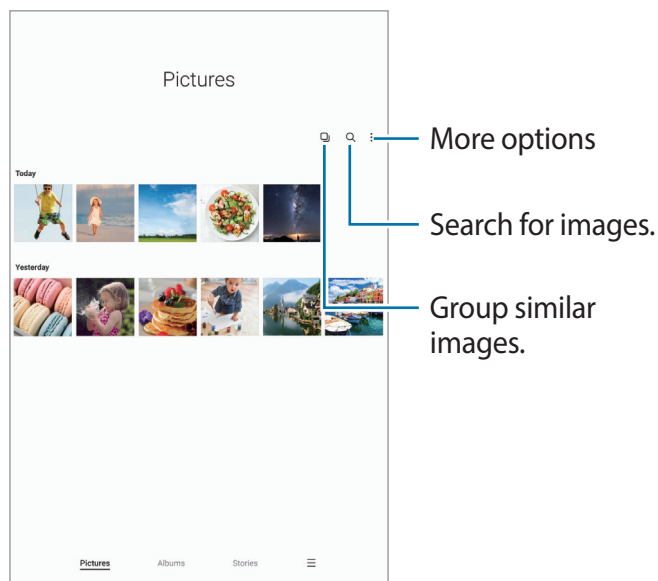 Pictures
More options
Today
Search for images.
Yesterday
Group similar
images.
Pictures Albums Stories